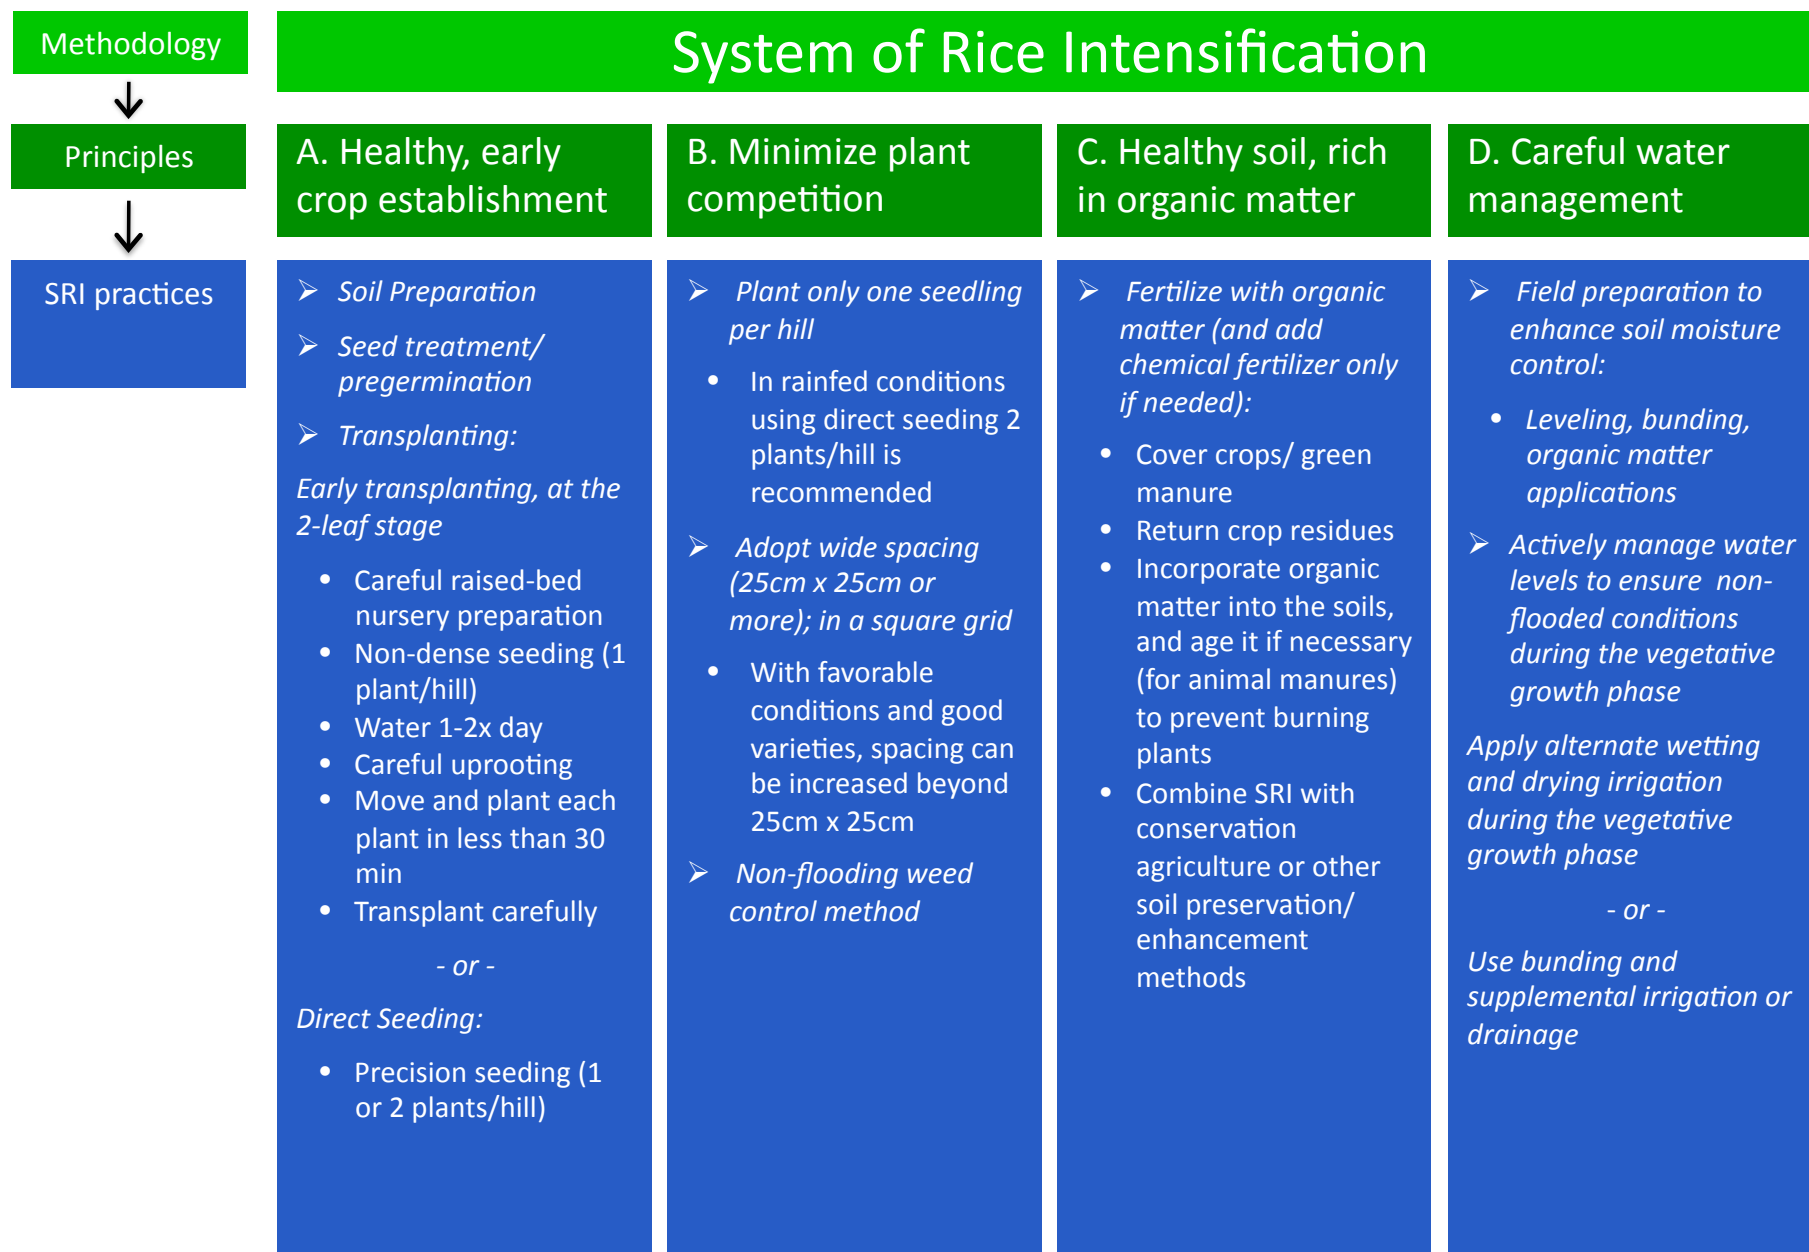 Methodology
System of Rice Intensification
Principles
A. Healthy, early
crop establishment
B. Minimize plant
competition
C. Healthy soil, rich
in organic matter
D. Careful water
management
SRI practices
➢ Soil Preparation
➢ Seed treatment/
pregermination
➢ Transplanting:
Early transplanting, at the
2-leaf stage
• Careful raised-bed
nursery preparation
• Non-dense seeding (1
plant/hill)
• Water 1-2x day
• Careful uprooting
• Move and plant each
plant in less than 30
min
• Transplant carefully
- or -
Direct Seeding:
• Precision seeding (1
or 2 plants/hill)
➢ Plant only one seedling
per hill
• In rainfed conditions
using direct seeding 2
plants/hill is
recommended
➢ Adopt wide spacing
(25cm x 25cm or
more); in a square grid
• With favorable
conditions and good
varieties, spacing can
be increased beyond
25cm x 25cm
➢ Non-flooding weed
control method
➢ Fertilize with organic
matter (and add
chemical fertilizer only
if needed):
• Cover crops/ green
manure
• Return crop residues
• Incorporate organic
matter into the soils,
and age it if necessary
(for animal manures)
to prevent burning
plants
• Combine SRI with
conservation
agriculture or other
soil preservation/
enhancement
methods
➢ Field preparation to
enhance soil moisture
control:
• Leveling, bunding,
organic matter
applications
➢ Actively manage water
levels to ensure non-
flooded conditions
during the vegetative
growth phase
Apply alternate wetting
and drying irrigation
during the vegetative
growth phase
- or -
Use bunding and
supplemental irrigation or
drainage